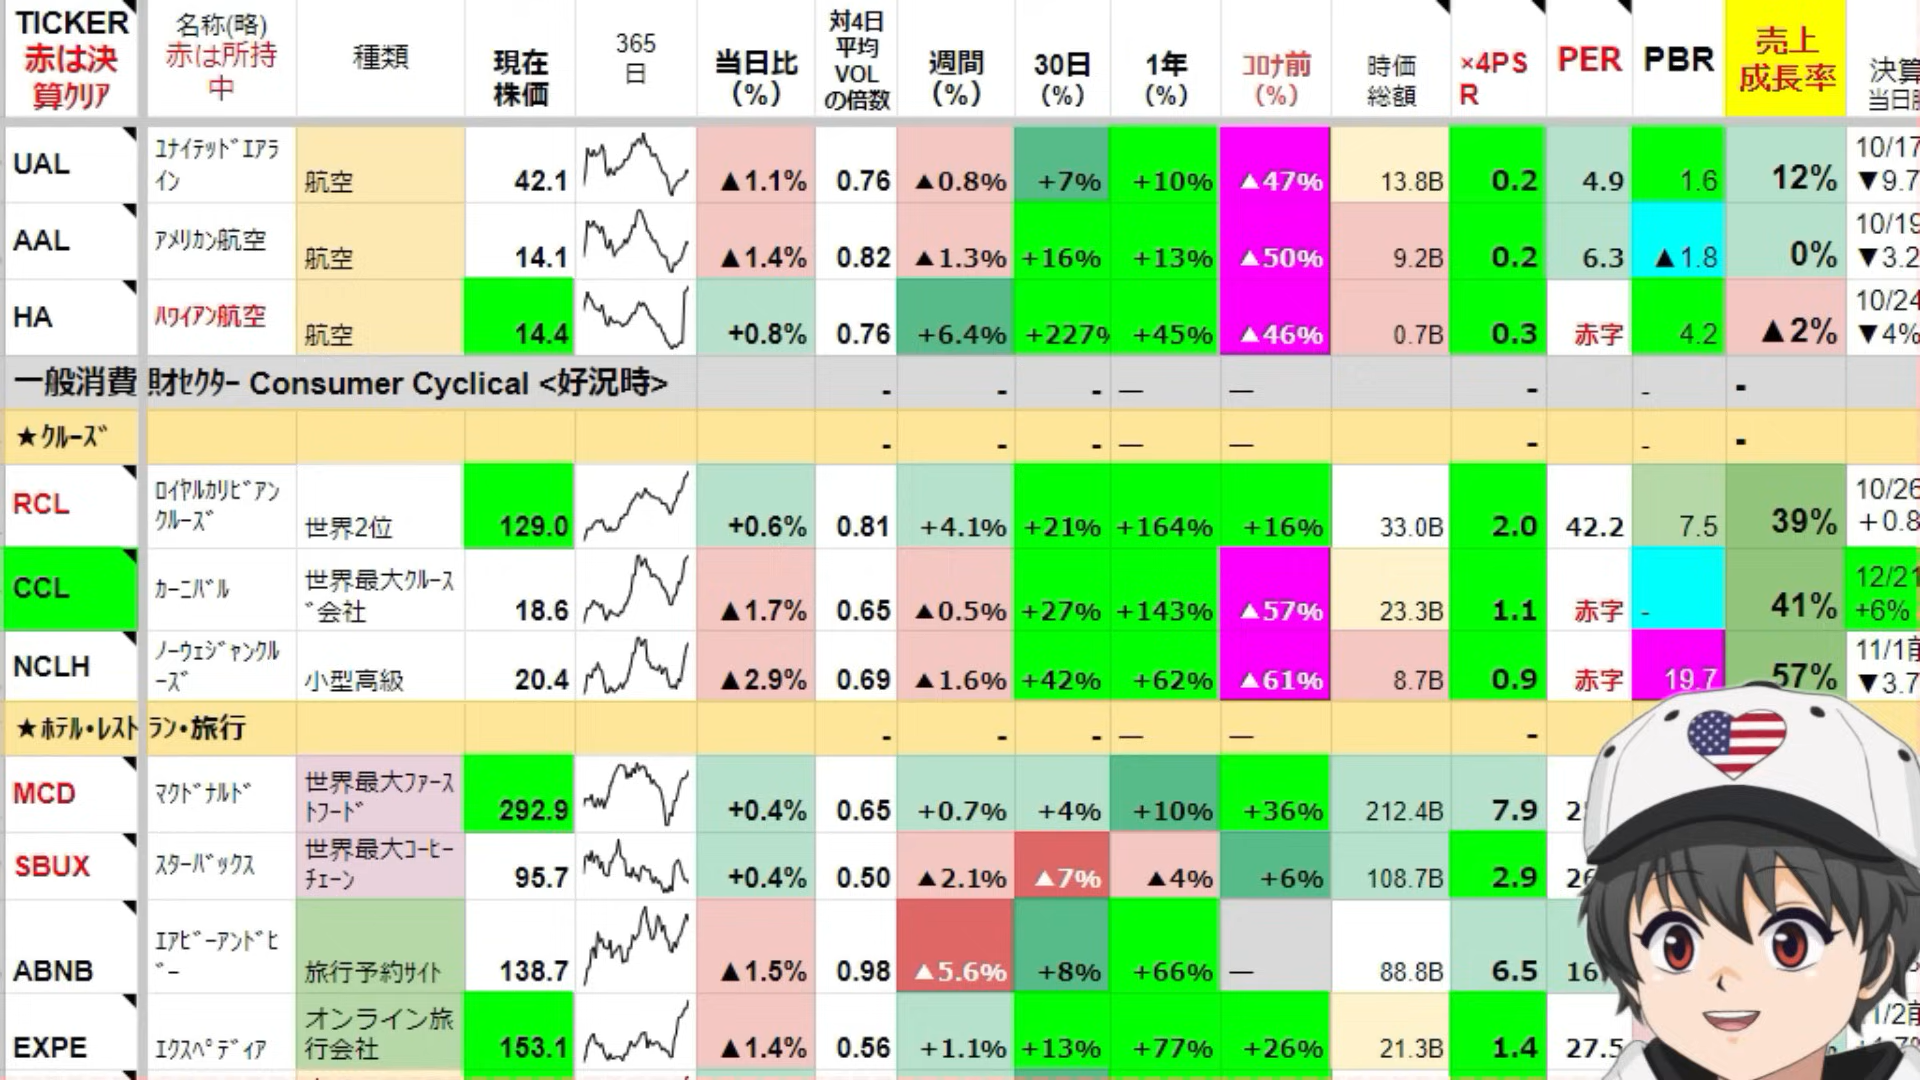 TICKER 赤は決算ｸﾘｱ 名称(略) 赤は所持中 種類 現在株価 365日 当日比(%) 対4日平均VOLの倍数 週間(%) 30日(%) 1年(%) ｺﾛﾅ前(%) 時価総額 ×4PSR PER PBR 売上成長率 決算当日
UAL ﾕﾅｲﾃｯﾄﾞｴｱﾗｲﾝ 航空 42.1 ▲1.1% 0.76 ▲0.8% +7% +10% ▲47% 13.8B 0.2 4.9 1.6 12% 10/17 ▼9.7
AAL ｱﾒﾘｶﾝ航空 航空 14.1 ▲1.4% 0.82 ▲1.3% +16% +13% ▲50% 9.2B 0.2 6.3 ▲1.8 0% 10/19 ▼3.2
HA ﾊﾜｲｱﾝ航空 航空 14.4 +0.8% 0.76 +6.4% +227% +45% ▲46% 0.7B 0.3 赤字 4.2 ▲2% 10/24 ▼4%
一般消費財ｾｸﾀｰ Consumer Cyclical <好況時> - - - — — - - -
★ｸﾙｰｽﾞ - - - — — - - -
RCL ﾛｲﾔﾙｶﾘﾋﾞｱﾝｸﾙｰｽﾞ 世界2位 129.0 +0.6% 0.81 +4.1% +21% +164% +16% 33.0B 2.0 42.2 7.5 39% 10/26 +0.8
CCL ｶｰﾆﾊﾞﾙ 世界最大ｸﾙｰｽﾞ会社 18.6 ▲1.7% 0.65 ▲0.5% +27% +143% ▲57% 23.3B 1.1 赤字 - 41% 12/21 +6%
NCLH ﾉｰｳｪｼﾞｬﾝｸﾙｰｽﾞ 小型高級 20.4 ▲2.9% 0.69 ▲1.6% +42% +62% ▲61% 8.7B 0.9 赤字 19.7 57% 11/1前 ▼3.7
★ﾎﾃﾙ・ﾚｽﾄﾗﾝ・旅行 - - - — — -
MCD ﾏｸﾄﾞﾅﾙﾄﾞ 世界最大ﾌｧｰｽﾄﾌｰﾄﾞ 292.9 +0.4% 0.65 +0.7% +4% +10% +36% 212.4B 7.9
SBUX ｽﾀｰﾊﾞｯｸｽ 世界最大ｺｰﾋｰﾁｪｰﾝ 95.7 +0.4% 0.50 ▲2.1% ▲7% ▲4% +6% 108.7B 2.9 26
ABNB ｴｱﾋﾞｰｱﾝﾄﾞﾋﾞｰ 旅行予約ｻｲﾄ 138.7 ▲1.5% 0.98 ▲5.6% +8% +66% — 88.8B 6.5 16
EXPE ｴｸｽﾍﾟﾃﾞｨｱ オンライン旅行会社 153.1 ▲1.4% 0.56 +1.1% +13% +77% +26% 21.3B 1.4 27.5